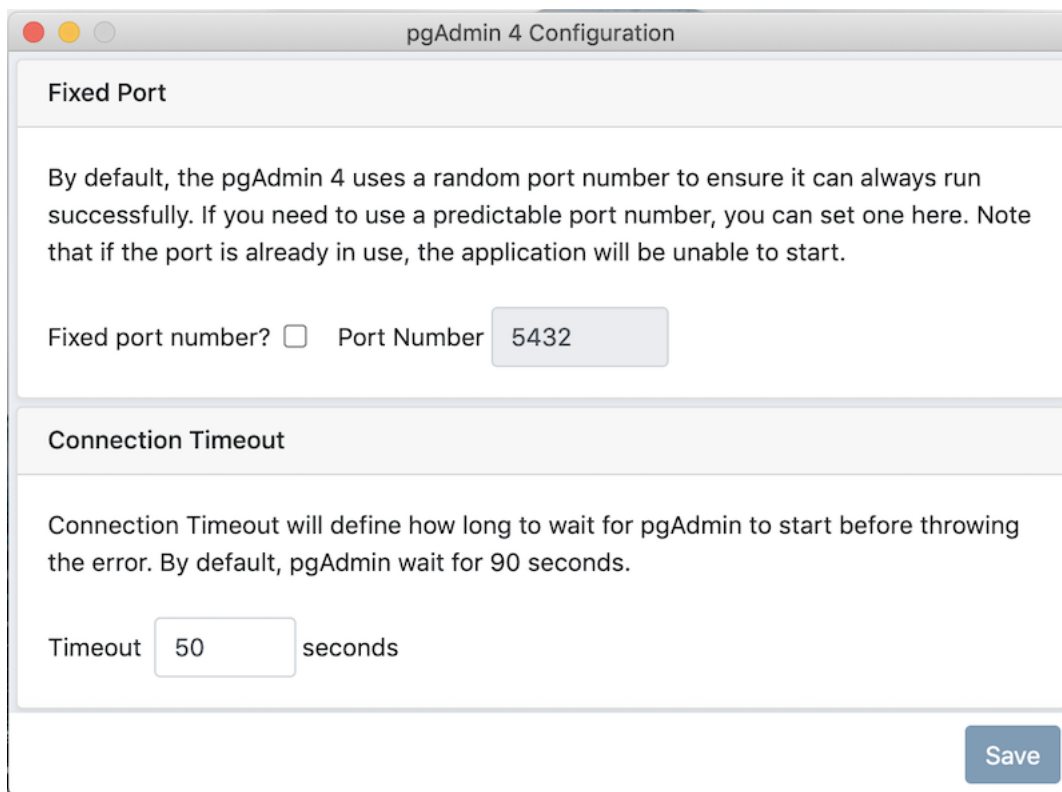 pgAdmin 4 Configuration
Fixed Port
By default, the pgAdmin 4 uses a random port number to ensure it can always run
successfully. If you need to use a predictable port number, you can set one here. Note
that if the port is already in use, the application will be unable to start.
Fixed port number? Port Number 5432
Connection Timeout
Connection Timeout will define how long to wait for pgAdmin to start before throwing
the error. By default, pgAdmin wait for 90 seconds.
Timeout 50 seconds
Save